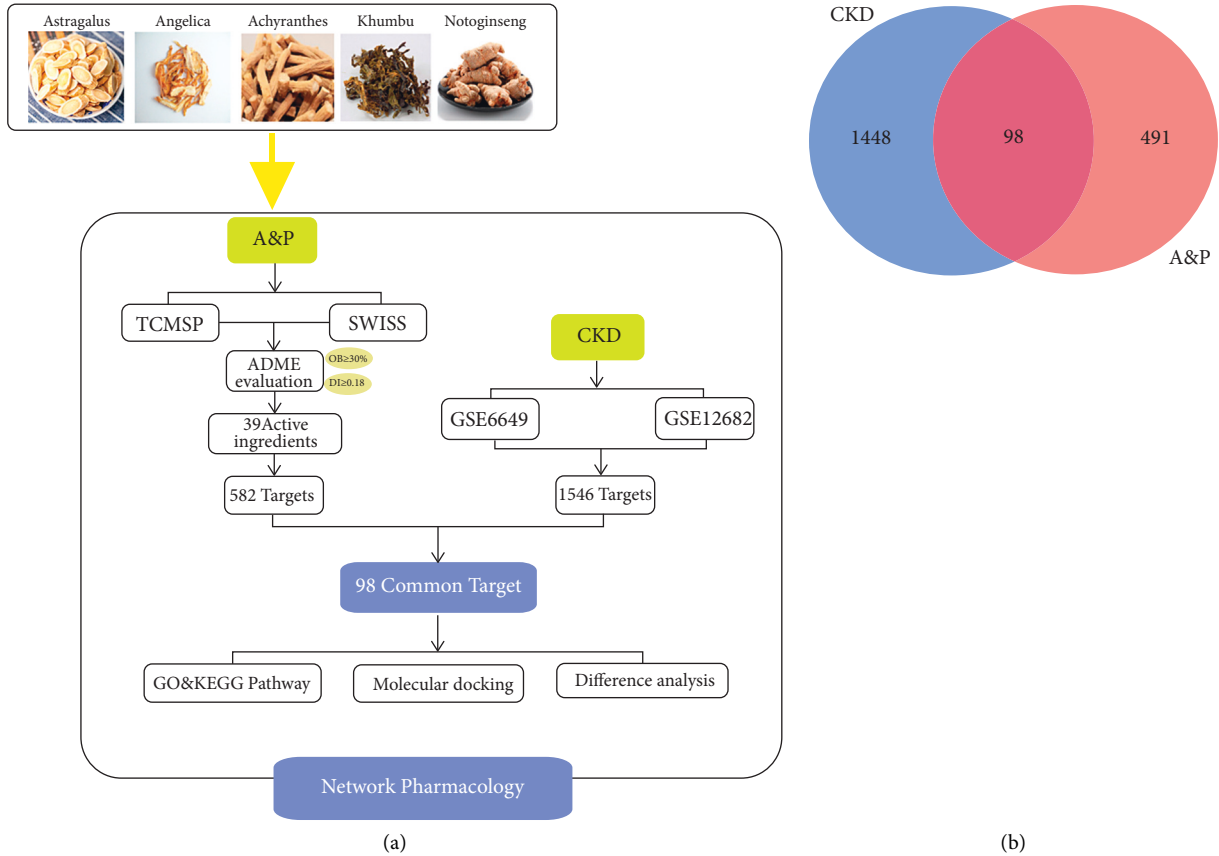 Astragalus
Angelica
Achyranthes
Khumbu
Notoginseng
A&P
TCMSP
SWISS
ADME
evaluation
OB≥30%
DI≥0.18
39Active
ingredients
582 Targets
CKD
GSE6649
GSE12682
1546 Targets
98 Common Target
GO&KEGG Pathway
Molecular docking
Difference analysis
Network Pharmacology
(a)
CKD
1448
98
491
A&P
(b)